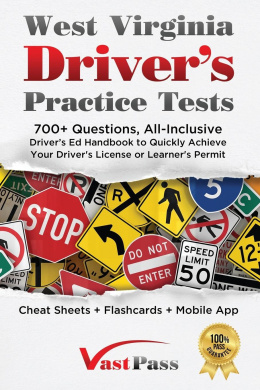 West Virginia
Driver's
Practice Tests
700+ Questions, All-Inclusive
Driver's Ed Handbook to Quickly Achieve
Your Driver's License or Learner's Permit
5
STOP
DO NOT
ENTER
SPEED
LIMIT
50
Cheat Sheets + Flashcards + Mobile App
100%
PASS
GUARANTEE
VastPass